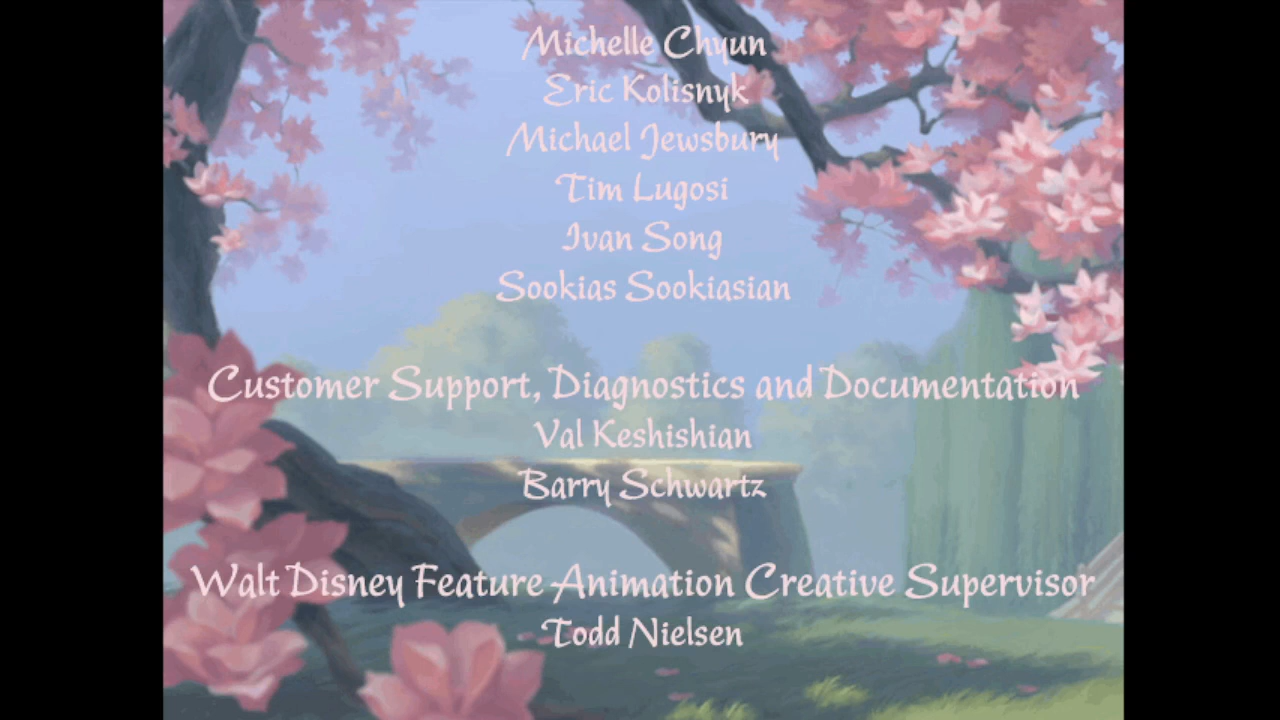 Michelle Chyun
Eric Kolisnyk
Michael Jewsbury
Tim Lugosi
Ivan Song
Sookias Sookiasian
Customer Support, Diagnostics and Documentation
Val Keshishian
Barry Schwartz
Walt Disney Feature Animation Creative Supervisor
Todd Nielsen